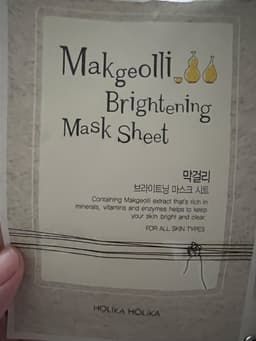 Makgeolli
Brightening
Mask Sheet
막걸리
브라이트닝 마스크 시트
Containing Makgeolli extract that's rich in
minerals, vitamins and enzymes helps to keep
your skin bright and clear.
FOR ALL SKIN TYPES
HOLIKA HOLIKA